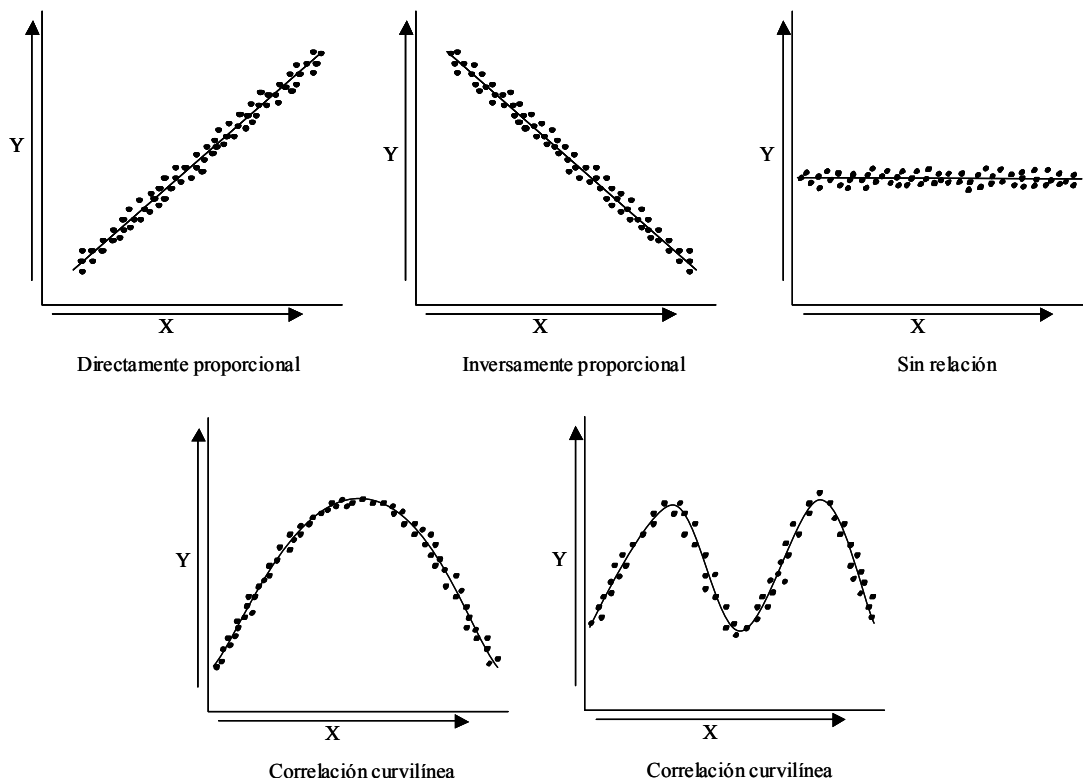 Y
X
Directamente proporcional
Y
X
Inversamente proporcional
Y
X
Sin relación
Y
X
Correlación curvilínea
Y
X
Correlación curvilínea